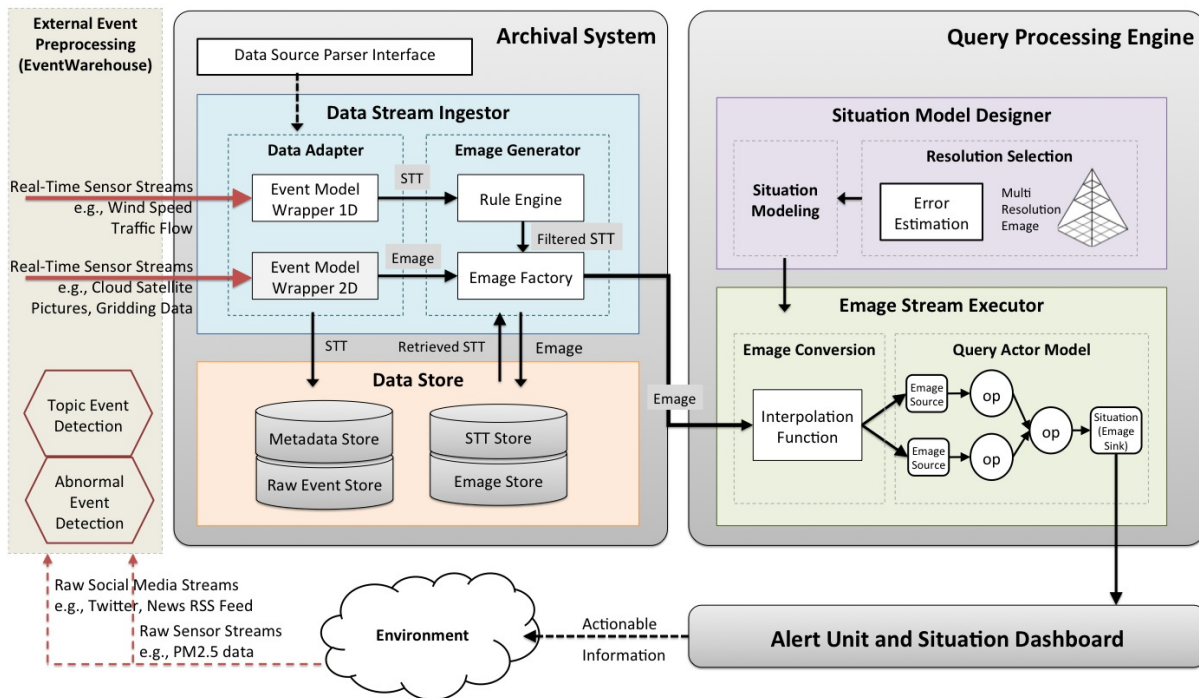 External Event
Preprocessing
(EventWarehouse)
Real-Time Sensor Streams
e.g., Wind Speed
Traffic Flow
Real-Time Sensor Streams
e.g., Cloud Satellite
Pictures, Gridding Data
Topic Event
Detection
Abnormal
Event
Detection
Archival System
Data Source Parser Interface
Data Stream Ingestor
Data Adapter
Event Model
Wrapper 1D
Event Model
Wrapper 2D
STT
Emage
Emage Generator
Rule Engine
Filtered STT
Emage Factory
STT
Retrieved STT
Emage
Data Store
Metadata Store
Raw Event Store
STT Store
Emage Store
Emage
Query Processing Engine
Situation Model Designer
Situation
Modeling
Resolution Selection
Error
Estimation
Multi
Resolution
Emage
Emage Stream Executor
Emage Conversion
Interpolation
Function
Query Actor Model
Emage
Source
op
Emage
Source
op
op
Situation
(Emage
Sink)
Raw Social Media Streams
e.g., Twitter, News RSS Feed
Raw Sensor Streams
e.g., PM2.5 data
Environment
Actionable
Information
Alert Unit and Situation Dashboard